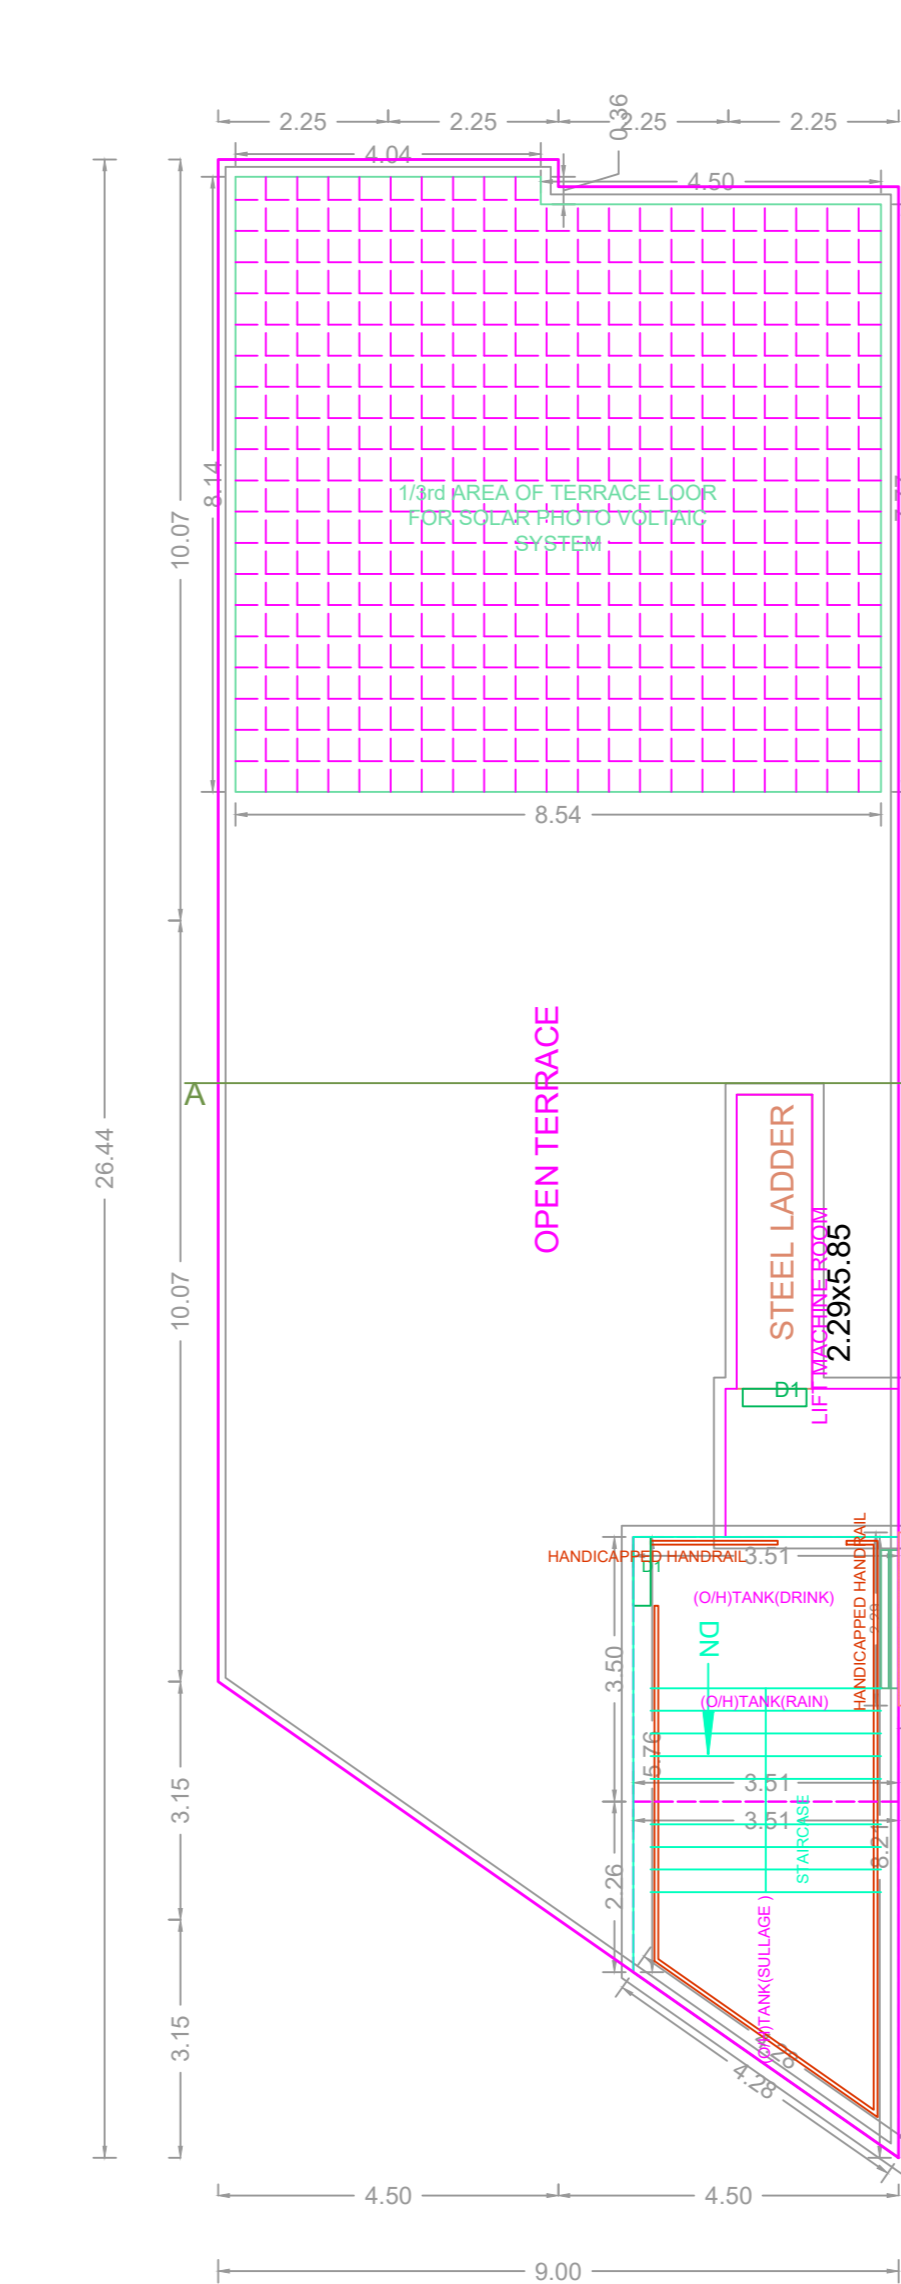 0.36
2.25
2.25
2.25
2.25
4.04
4.50
8.14
1/3rd AREA OF TERRACE LOOR
FOR SOLAR PHOTO VOLTAIC
SYSTEM
10.07
8.54
OPEN TERRACE
A
26.44
STEEL LADDER
LIFT MACHINE ROOM
2.29x5.85
10.07
D1
HANDICAPPED HANDRAIL
3.51
D1
HANDICAPPED HANDRAIL
(O/H)TANK(DRINK)
DN
3.50
(O/H)TANK(RAIN)
5.76
3.51
3.15
3.51
STAIRCASE
8.21
2.26
(O/H)TANK(SULLAGE )
3.15
4.28
4.28
4.50
4.50
9.00